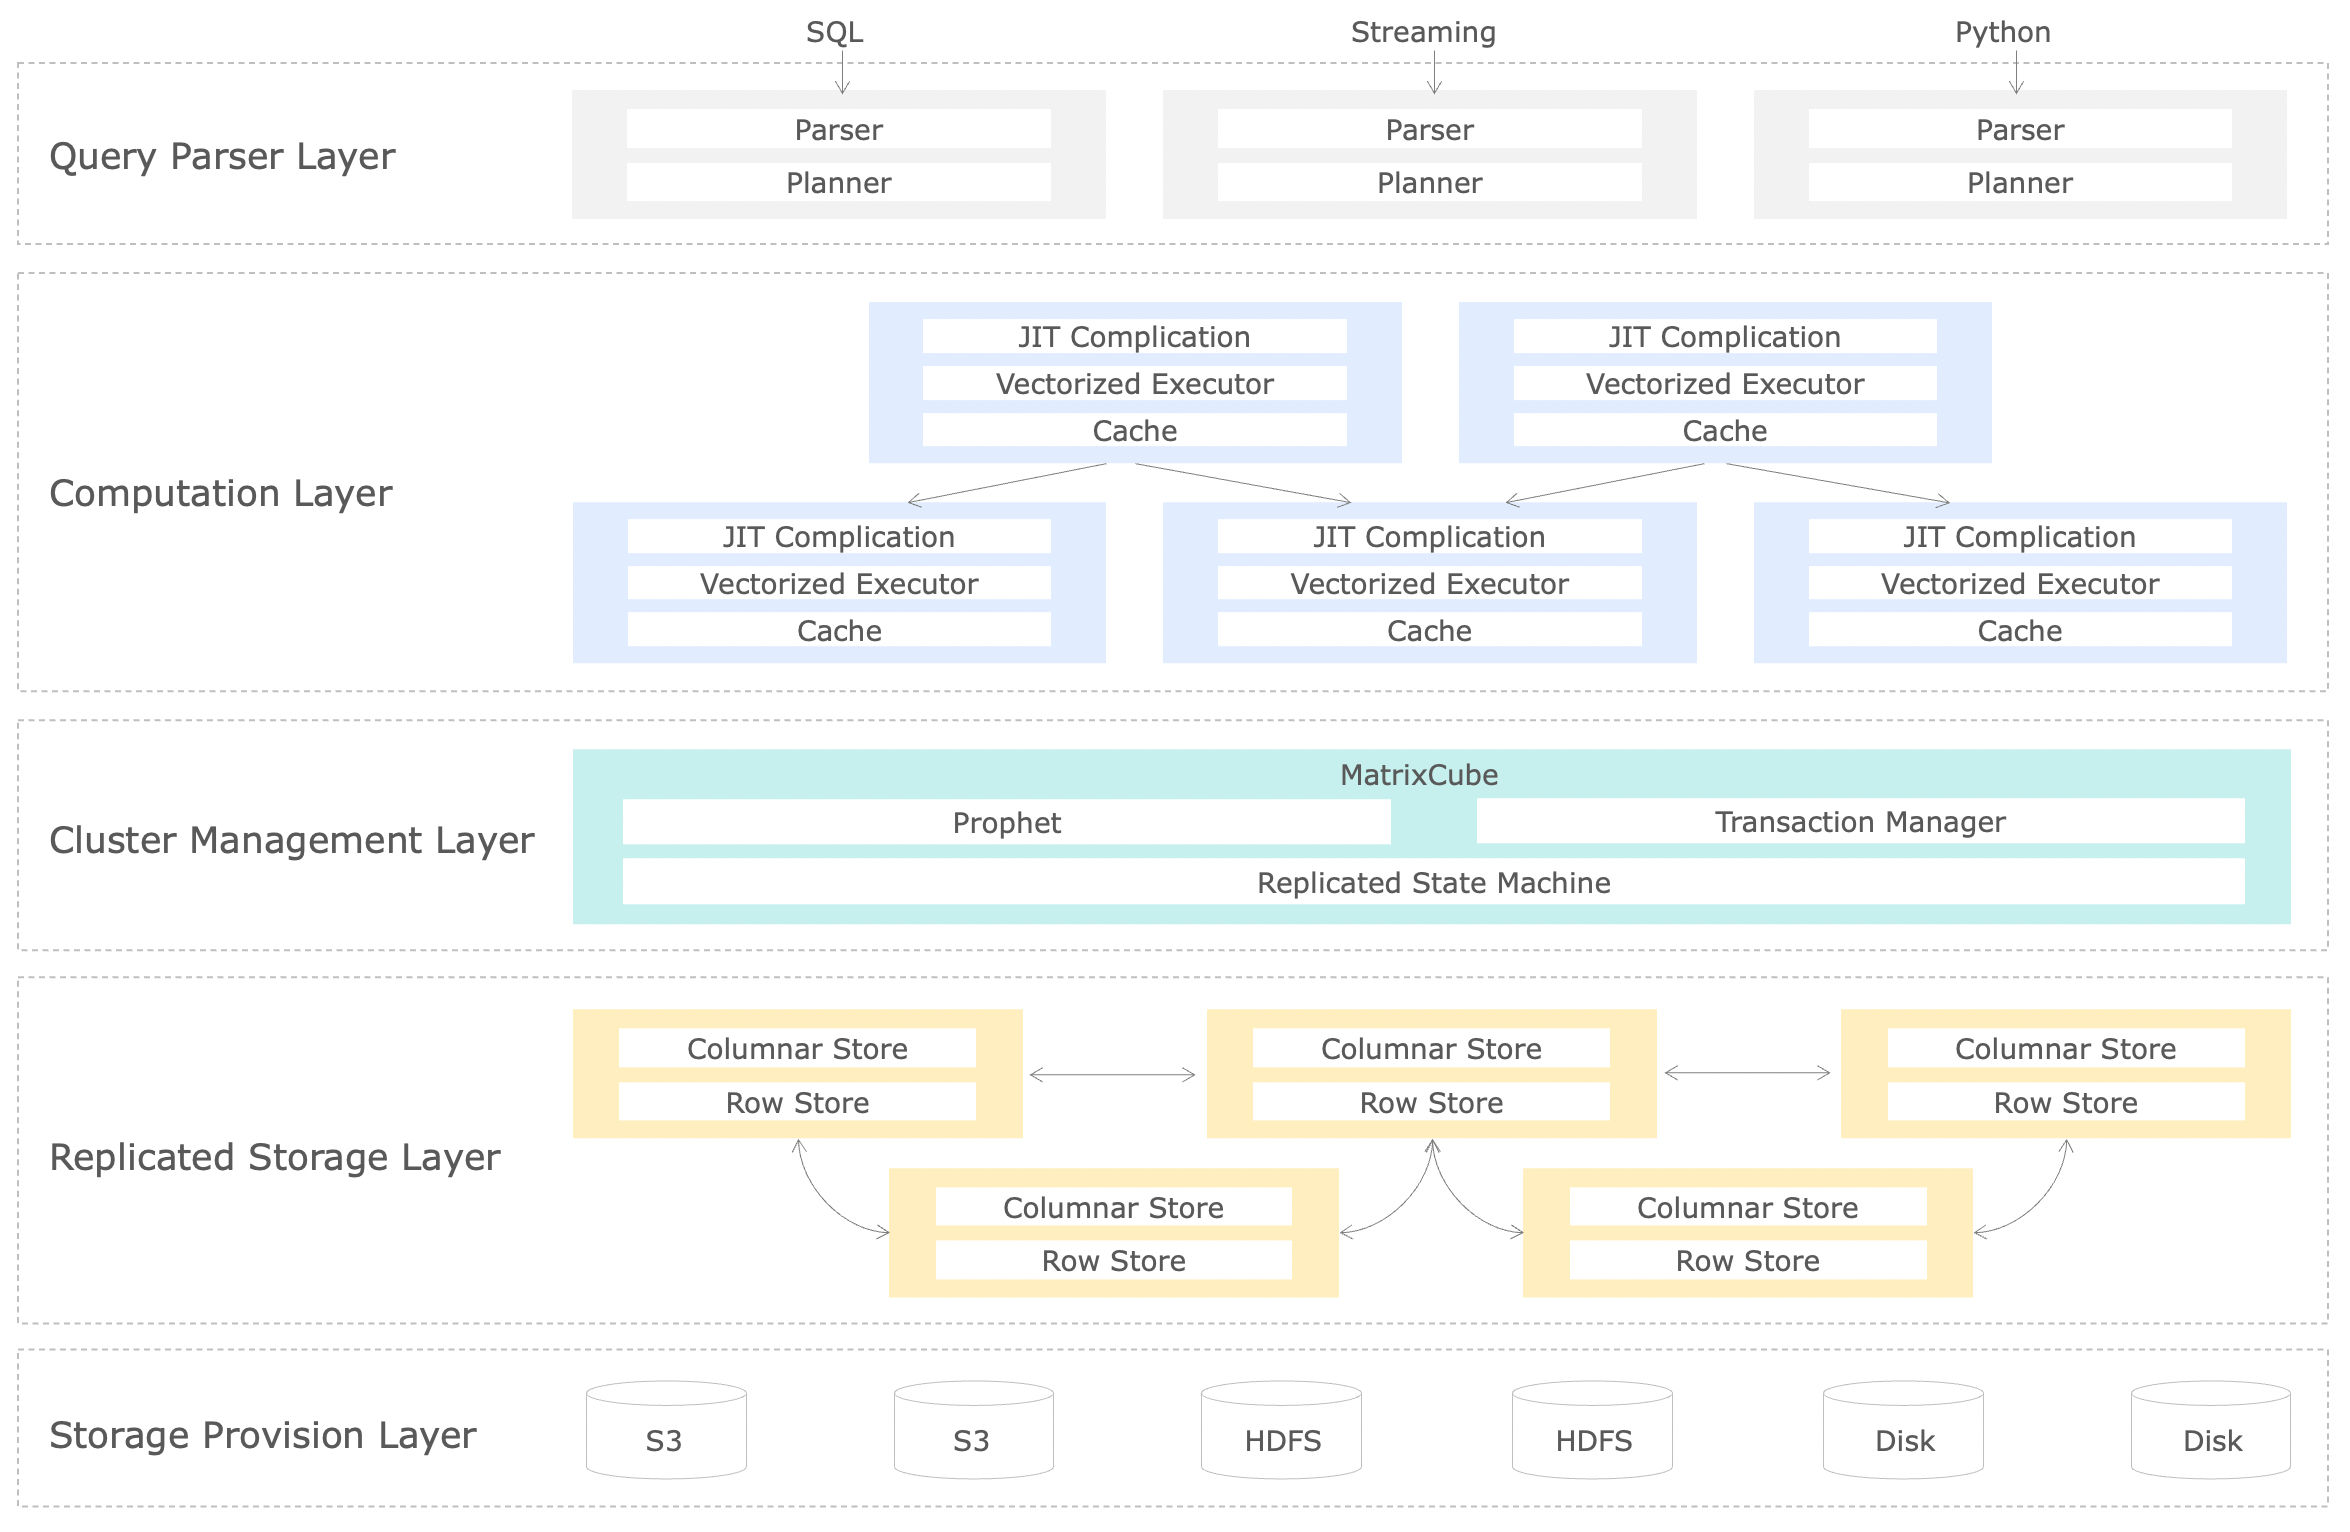 SQL
Streaming
Python
Query Parser Layer
Parser
Planner
Parser
Planner
Parser
Planner
Computation Layer
JIT Complication
Vectorized Executor
Cache
JIT Complication
Vectorized Executor
Cache
JIT Complication
Vectorized Executor
Cache
JIT Complication
Vectorized Executor
Cache
JIT Complication
Vectorized Executor
Cache
Cluster Management Layer
MatrixCube
Prophet
Transaction Manager
Replicated State Machine
Replicated Storage Layer
Columnar Store
Row Store
Columnar Store
Row Store
Columnar Store
Row Store
Columnar Store
Row Store
Columnar Store
Row Store
Storage Provision Layer
S3
S3
HDFS
HDFS
Disk
Disk